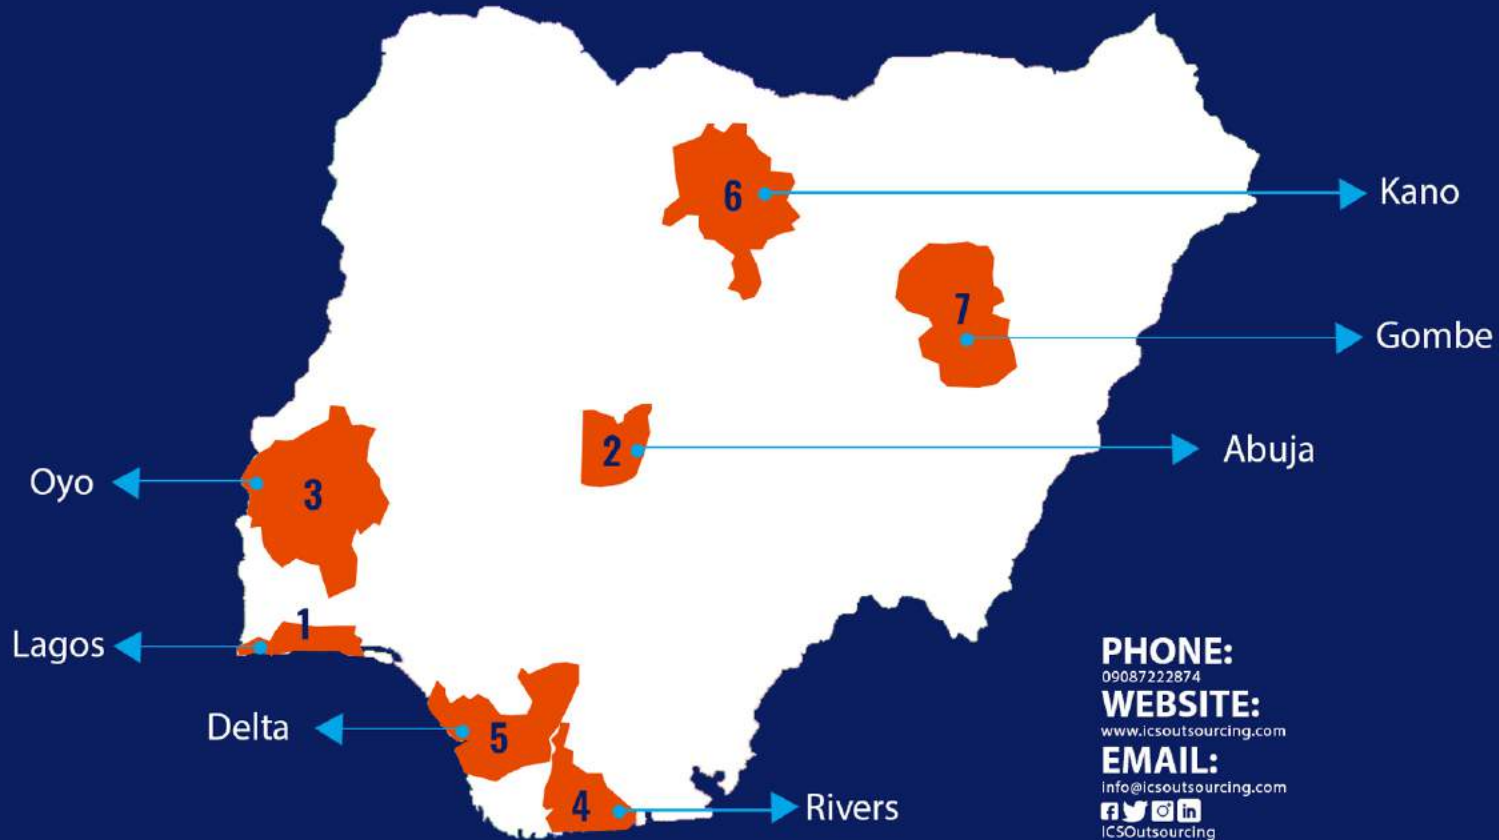 6
Kano
7
Gombe
2
Abuja
Oyo
3
1
Lagos
Delta
5
4
Rivers
PHONE:
09087222874
WEBSITE:
www.icsoutsourcing.com
EMAIL:
info@icsoutsourcing.com
ICSOutsourcing